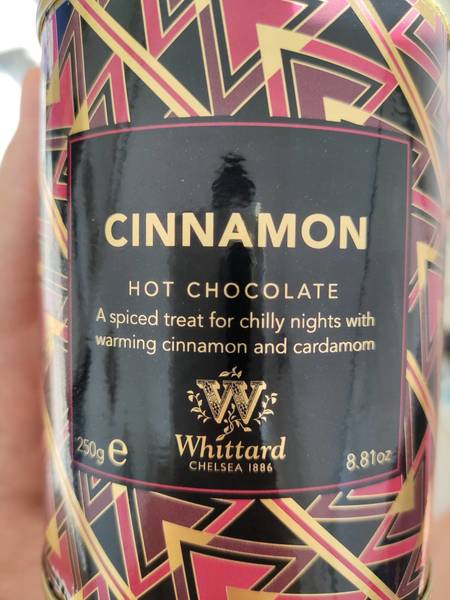 CINNAMON
HOT CHOCOLATE
A spiced treat for chilly nights with
warming cinnamon and cardamom
W
Whittard
CHELSEA 1886
250g e
8.81oz